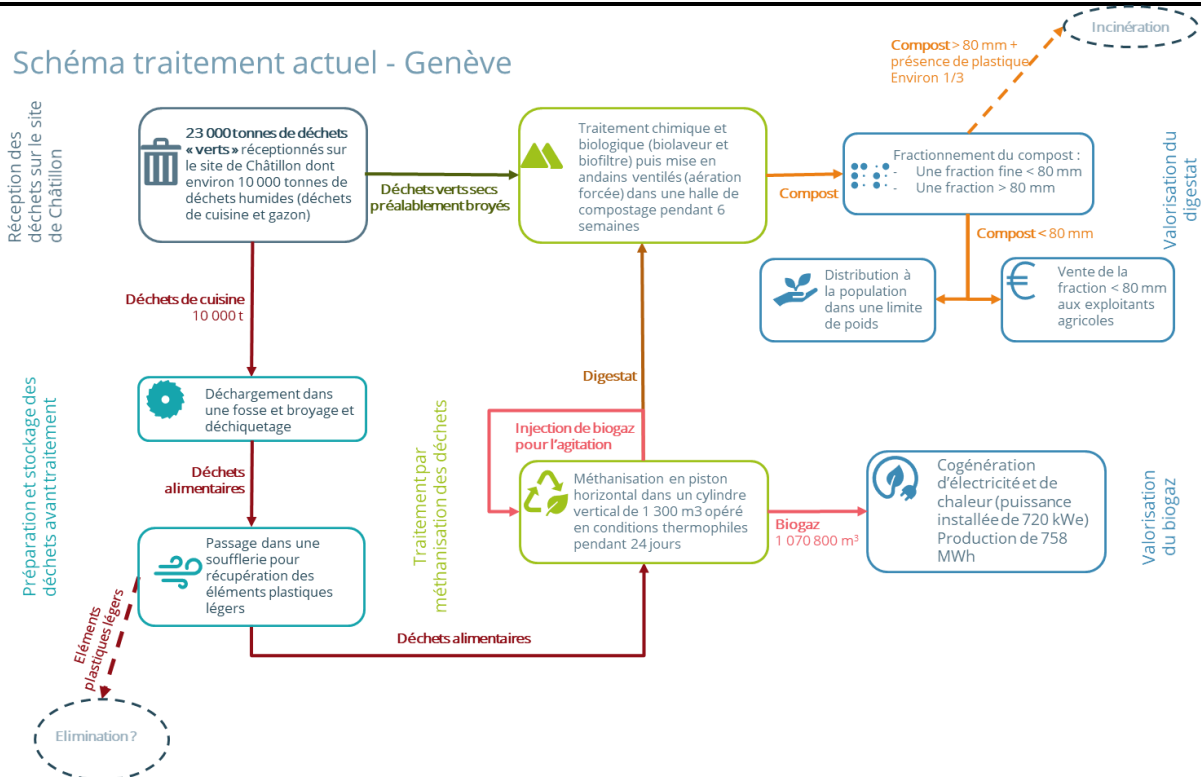 Schéma traitement actuel - Genève
Incinération
Compost > 80 mm +
présence de plastique
Environ 1/3
Réception des
déchets sur le site
de Châtillon
23 000 tonnes de déchets
« verts » réceptionnés sur
le site de Châtillon dont
environ 10 000 tonnes de
déchets humides (déchets
de cuisine et gazon)
Déchets verts secs
préalablement broyés
Traitement chimique et
biologique (biolaveur et
biofiltre) puis mise en
andains ventilés (aération
forcée) dans une halle de
compostage pendant 6
semaines
Compost
Fractionnement du compost :
- Une fraction fine < 80 mm
- Une fraction > 80 mm
Valorisation du
digestat
Compost < 80 mm
Distribution à
la population
dans une limite
de poids
€
Vente de la
fraction < 80 mm
aux exploitants
agricoles
Déchets de cuisine
10 000 t
Préparation et stockage des
déchets avant traitement
Déchargement dans
une fosse et broyage et
déchiquetage
Déchets
alimentaires
Passage dans une
soufflerie pour
récupération des
éléments plastiques
légers
Eléments
plastiques légers
Elimination ?
Déchets alimentaires
Traitement par
méthanisation des déchets
Digestat
Injection de biogaz
pour l'agitation
Méthanisation en piston
horizontal dans un cylindre
vertical de 1 300 m3 opéré
en conditions thermophiles
pendant 24 jours
Biogaz
1 070 800 m³
Cogénération
d'électricité et de
chaleur (puissance
installée de 720 kWe)
Production de 758
MWh
Valorisation
du biogaz